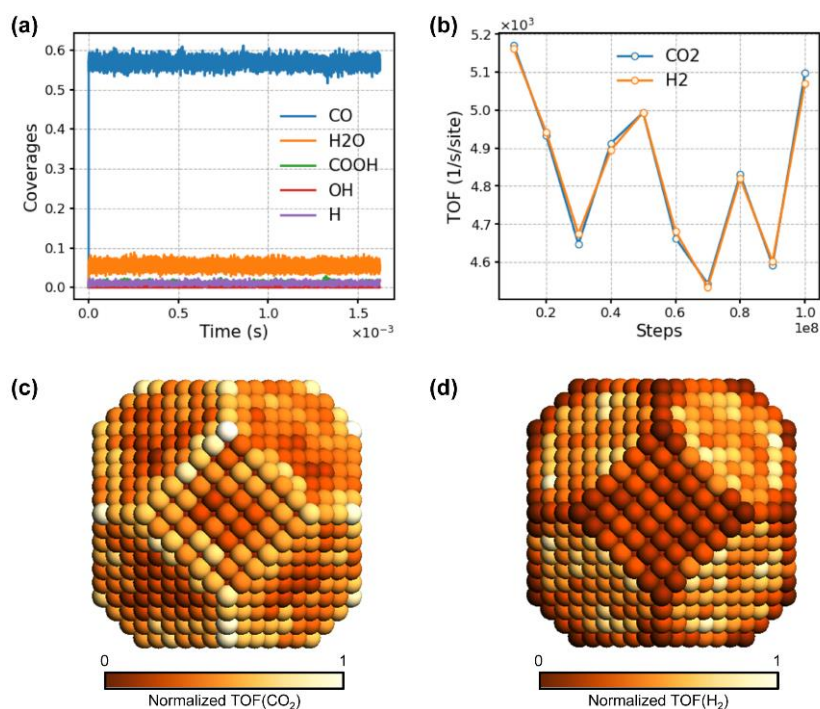 (a)
0.6
0.5
0.4
0.3
0.2
0.1
0.0
Coverages
CO
H2O
COOH
OH
H
0.0 0.5 1.0 1.5
Time (s)
×10⁻³
(b)
×10³
5.2
5.1
5.0
4.9
4.8
4.7
4.6
TOF (1/s/site)
CO2
H2
0.2 0.4 0.6 0.8 1.0
Steps
1e8
(c)
0 1
Normalized TOF(CO₂)
(d)
0 1
Normalized TOF(H₂)